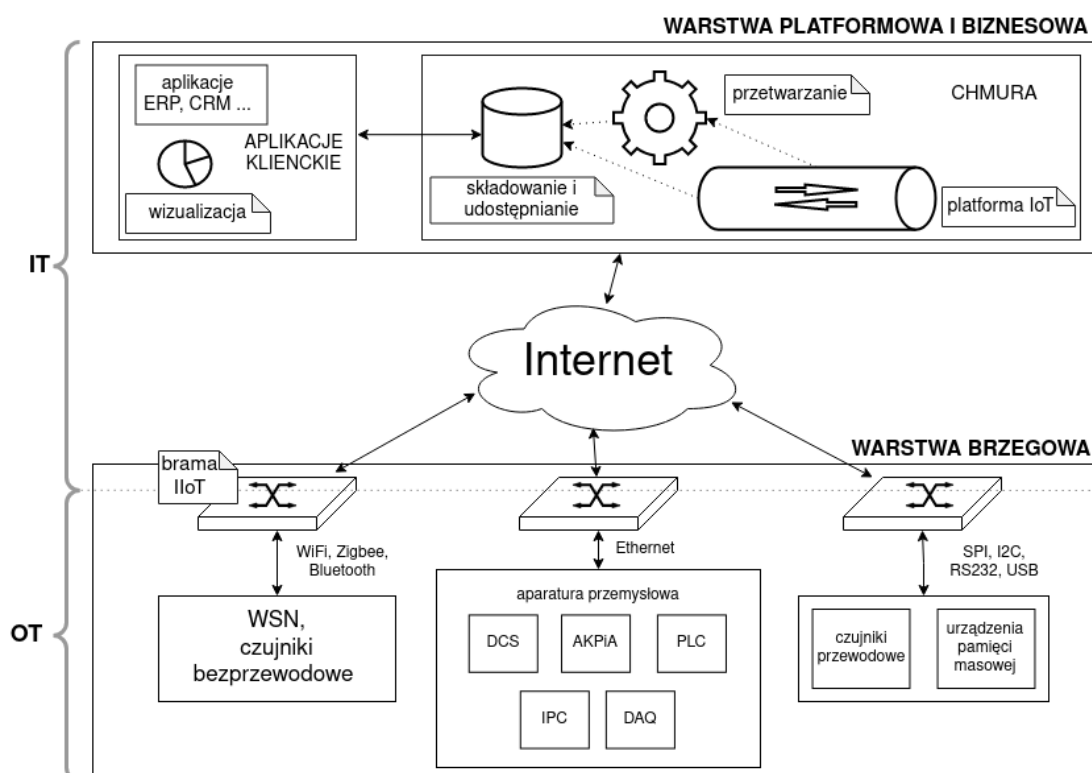 WARSTWA PLATFORMOWA I BIZNESOWA
aplikacje
ERP, CRM ...
APLIKACJE
KLIENCKIE
wizualizacja
składowanie i
udostępnianie
przetwarzanie
CHMURA
platforma IoT
IT
Internet
WARSTWA BRZEGOWA
brama
IIoT
WiFi, Zigbee,
Bluetooth
Ethernet
SPI, I2C,
RS232, USB
OT
WSN,
czujniki
bezprzewodowe
aparatura przemysłowa
DCS
AKPiA
PLC
IPC
DAQ
czujniki
przewodowe
urządzenia
pamięci
masowej